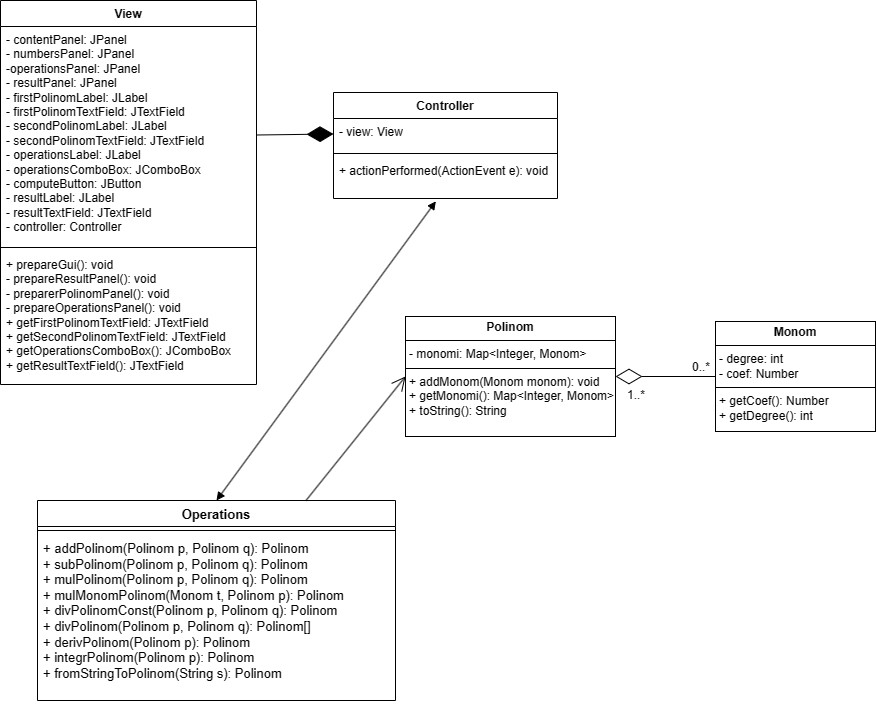 View
- contentPanel: JPanel
- numbersPanel: JPanel
-operationsPanel: JPanel
- resultPanel: JPanel
- firstPolinomLabel: JLabel
- firstPolinomTextField: JTextField
- secondPolinomLabel: JLabel
- secondPolinomTextField: JTextField
- operationsLabel: JLabel
- operationsComboBox: JComboBox
- computeButton: JButton
- resultLabel: JLabel
- resultTextField: JTextField
- controller: Controller
+ prepareGui(): void
- prepareResultPanel(): void
- preparerPolinomPanel(): void
- prepareOperationsPanel(): void
+ getFirstPolinomTextField: JTextField
+ getSecondPolinomTextField: JTextField
+ getOperationsComboBox(): JComboBox
+ getResultTextField(): JTextField
Controller
- view: View
+ actionPerformed(ActionEvent e): void
Polinom
- monomi: Map<Integer, Monom>
+ addMonom(Monom monom): void
+ getMonomi(): Map<Integer, Monom>
+ toString(): String
1..*
0..*
Monom
- degree: int
- coef: Number
+ getCoef(): Number
+ getDegree(): int
Operations
+ addPolinom(Polinom p, Polinom q): Polinom
+ subPolinom(Polinom p, Polinom q): Polinom
+ mulPolinom(Polinom p, Polinom q): Polinom
+ mulMonomPolinom(Monom t, Polinom p): Polinom
+ divPolinomConst(Polinom p, Polinom q): Polinom
+ divPolinom(Polinom p, Polinom q): Polinom[]
+ derivPolinom(Polinom p): Polinom
+ integrPolinom(Polinom p): Polinom
+ fromStringToPolinom(String s): Polinom